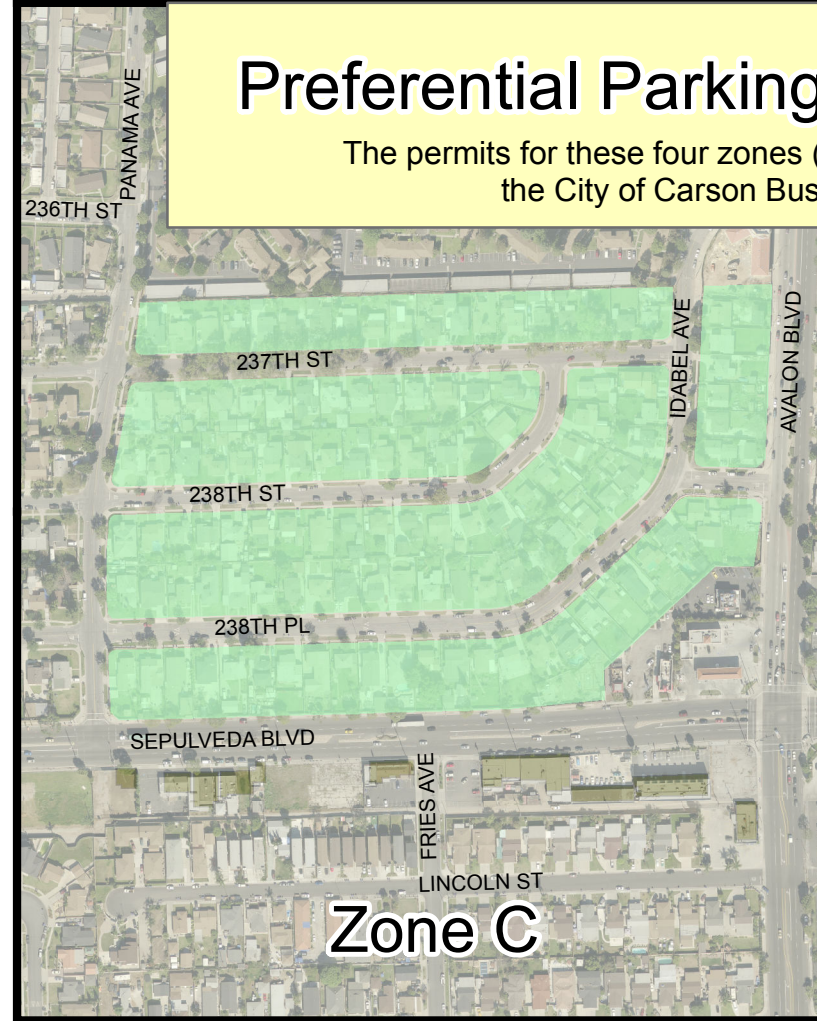 Preferential Parking
The permits for these four zones (
the City of Carson Bus
PANAMA AVE
236TH ST
IDABEL AVE
AVALON BLVD
237TH ST
238TH ST
238TH PL
SEPULVEDA BLVD
FRIES AVE
LINCOLN ST
Zone C